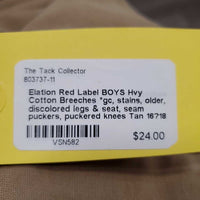 The Tack Collector
803737-11
Elation Red Label BOYS Hvy
Cotton Breeches *gc, stains, older,
discolored legs & seat, seam
puckers, puckered knees Tan 16?18
VSN582
$24.00